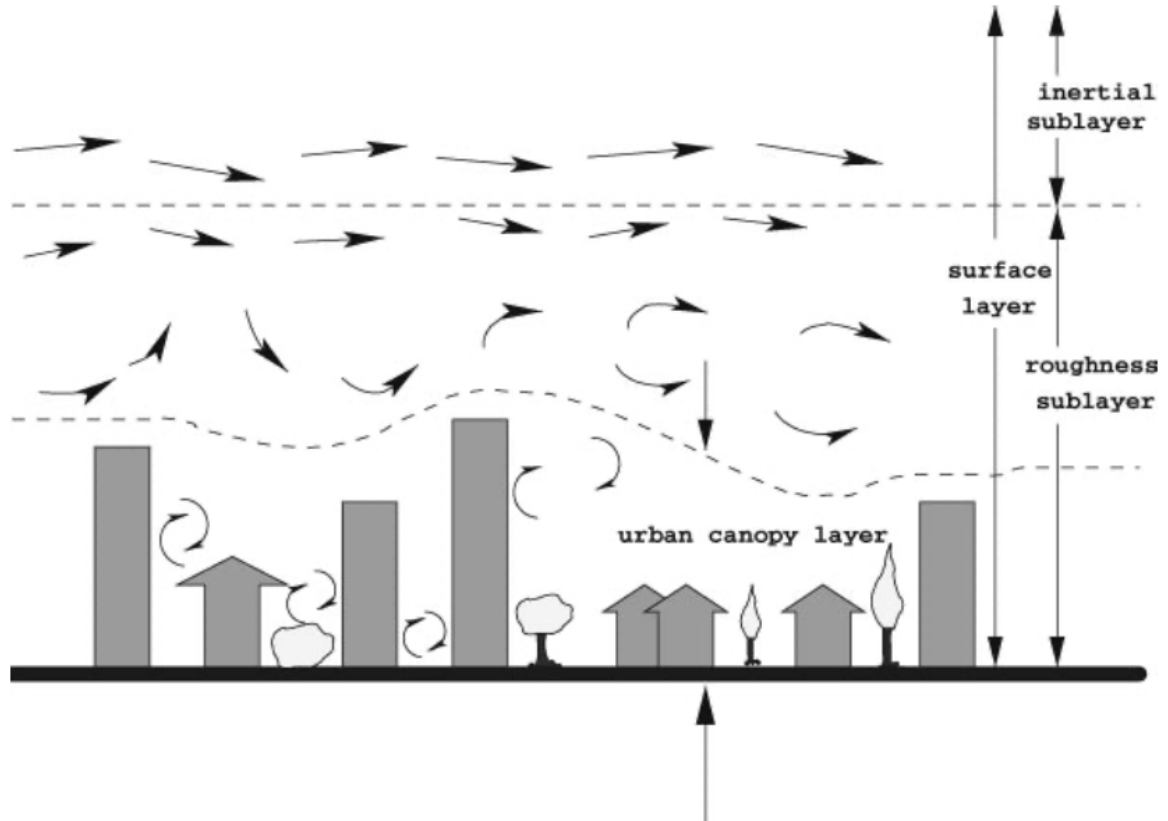 inertial
sublayer
surface
layer
roughness
sublayer
urban canopy layer